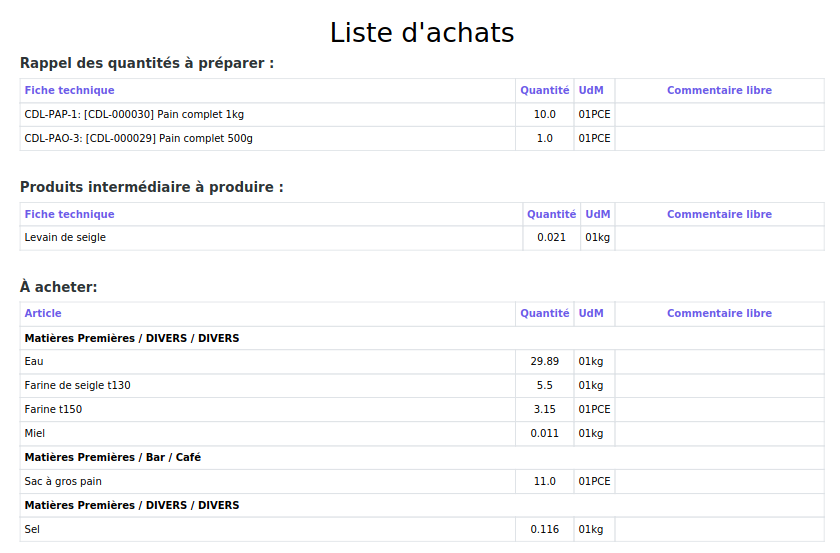 Liste d'achats
Rappel des quantités à préparer :
Fiche technique Quantité UdM Commentaire libre
CDL-PAP-1: [CDL-000030] Pain complet 1kg 10.0 01PCE
CDL-PAO-3: [CDL-000029] Pain complet 500g 1.0 01PCE
Produits intermédiaire à produire :
Fiche technique Quantité UdM Commentaire libre
Levain de seigle 0.021 01kg
À acheter:
Article Quantité UdM Commentaire libre
Matières Premières / DIVERS / DIVERS
Eau 29.89 01kg
Farine de seigle t130 5.5 01kg
Farine t150 3.15 01PCE
Miel 0.011 01kg
Matières Premières / Bar / Café
Sac à gros pain 11.0 01PCE
Matières Premières / DIVERS / DIVERS
Sel 0.116 01kg